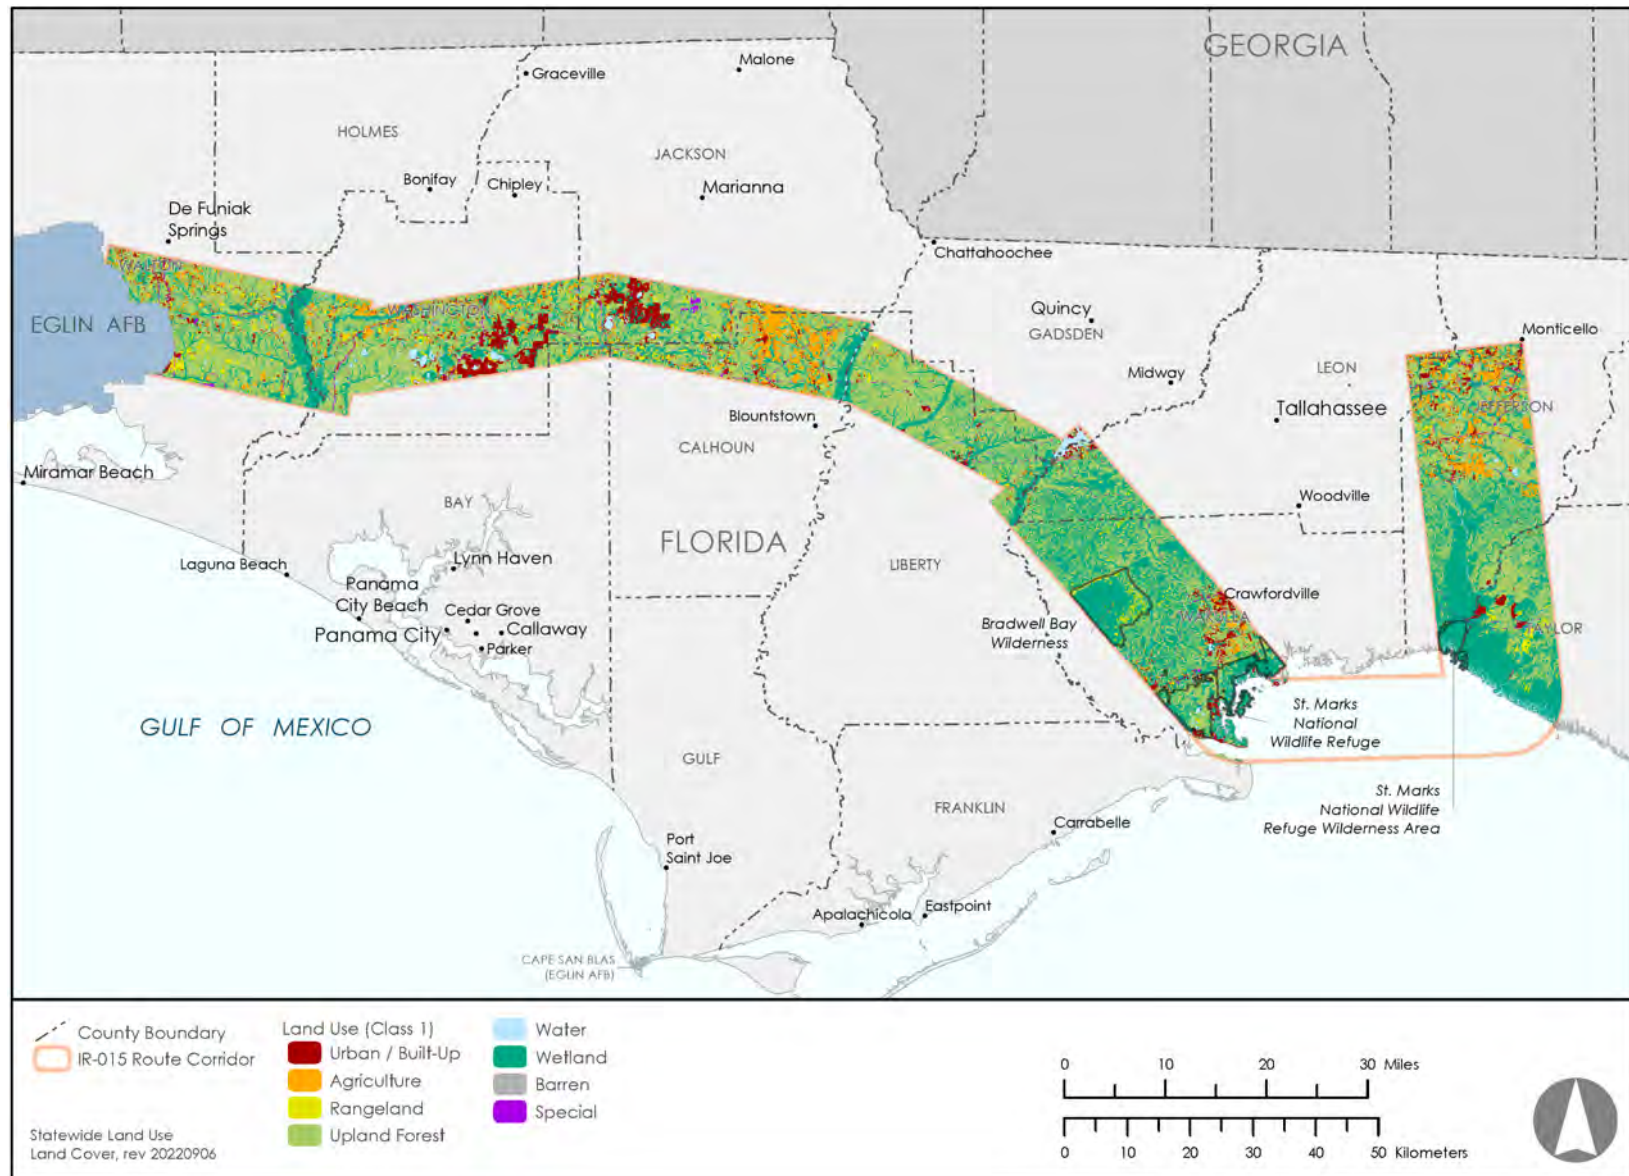 GEORGIA
Malone
Graceville
HOLMES
JACKSON
Bonifay
Chipley
Marianna
De Funiak
Springs
Chattahoochee
WALTON
EGLIN AFB
WASHINGTON
Quincy
GADSDEN
Monticello
Midway
LEON
Tallahassee
JEFFERSON
Blountstown
CALHOUN
Miramar Beach
BAY
Woodville
FLORIDA
Laguna Beach
Lynn Haven
LIBERTY
Panama
City Beach
Cedar Grove
Panama City
Callaway
Parker
Crawfordville
WAKULLA
Bradwell Bay
Wilderness
TAYLOR
GULF OF MEXICO
St. Marks
National
Wildlife Refuge
GULF
St. Marks
National Wildlife
Refuge Wilderness Area
FRANKLIN
Carrabelle
Port
Saint Joe
Apalachicola
Eastpoint
CAPE SAN BLAS
(EGLIN AFB)
County Boundary
IR-015 Route Corridor
Statewide Land Use
Land Cover, rev 20220906
Land Use (Class 1)
Urban / Built-Up
Agriculture
Rangeland
Upland Forest
Water
Wetland
Barren
Special
0 10 20 30 Miles
0 10 20 30 40 50 Kilometers